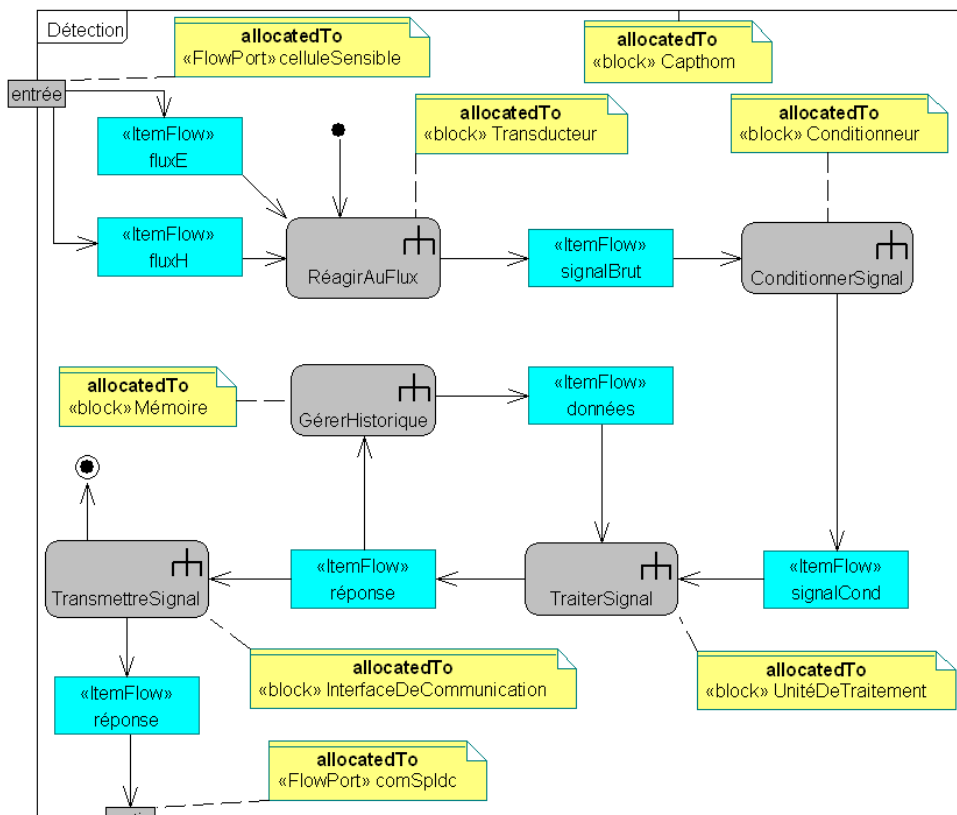 Détection
allocatedTo
«FlowPort» celluleSensible
allocatedTo
«block» Capthom
entrée
«ItemFlow»
fluxE
allocatedTo
«block» Transducteur
allocatedTo
«block» Conditionneur
«ItemFlow»
fluxH
RéagirAuFlux
«ItemFlow»
signalBrut
ConditionnerSignal
allocatedTo
«block» Mémoire
GérerHistorique
«ItemFlow»
données
TransmettreSignal
«ItemFlow»
réponse
TraiterSignal
«ItemFlow»
signalCond
allocatedTo
«block» InterfaceDeCommunication
allocatedTo
«block» UnitéDeTraitement
«ItemFlow»
réponse
allocatedTo
«FlowPort» comSpIdc